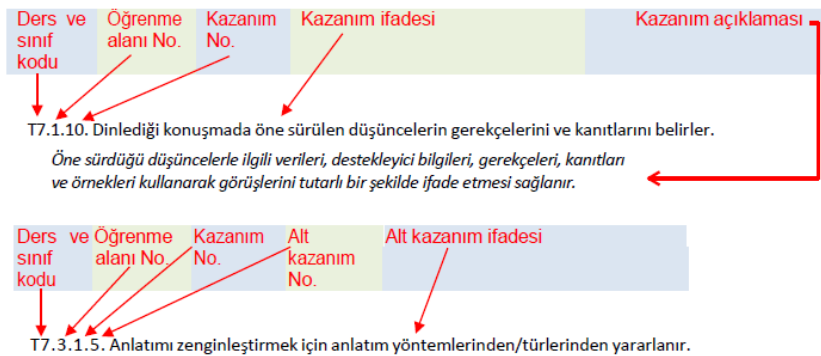 Ders ve Öğrenme Kazanım Kazanım ifadesi Kazanım açıklaması
sınıf alanı No. No.
kodu
T7.1.10. Dinlediği konuşmada öne sürülen düşüncelerin gerekçelerini ve kanıtlarını belirler.
Öne sürdüğü düşüncelerle ilgili verileri, destekleyici bilgileri, gerekçeleri, kanıtları
ve örnekleri kullanarak görüşlerini tutarlı bir şekilde ifade etmesi sağlanır.
Ders ve Öğrenme Kazanım Alt Alt kazanım ifadesi
sınıf alanı No. No. kazanım
kodu No.
T7.3.1.5. Anlatımı zenginleştirmek için anlatım yöntemlerinden/türlerinden yararlanır.